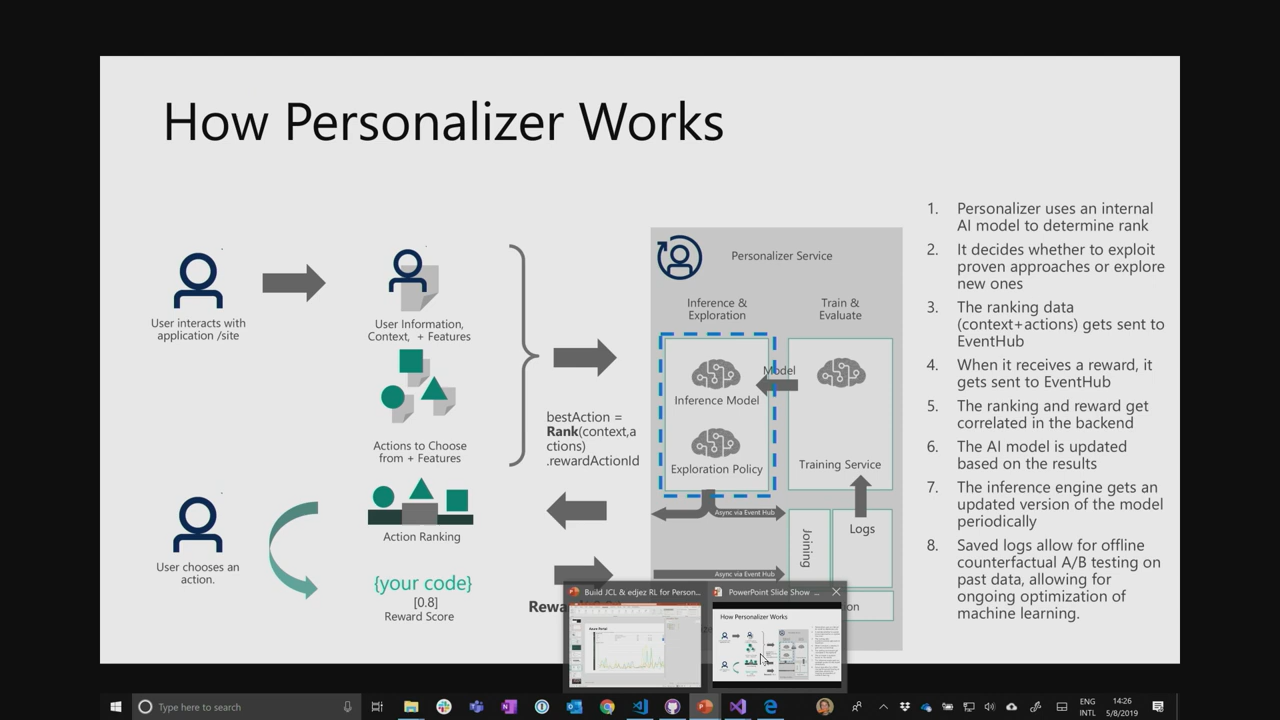 How Personalizer Works
User interacts with
application /site
User Information,
Context, + Features
Actions to Choose
from + Features
bestAction =
Rank(context,a
ctions)
.rewardActionId
Personalizer Service
Inference &
Exploration
Train &
Evaluate
Model
Inference Model
Exploration Policy
Training Service
Async via Event Hub
Joining
Logs
Async via Event Hub
User chooses an
action.
Action Ranking
{your code}
[0.8]
Reward Score
1. Personalizer uses an internal
AI model to determine rank
2. It decides whether to exploit
proven approaches or explore
new ones
3. The ranking data
(context+actions) gets sent to
EventHub
4. When it receives a reward, it
gets sent to EventHub
5. The ranking and reward get
correlated in the backend
6. The AI model is updated
based on the results
7. The inference engine gets an
updated version of the model
periodically
8. Saved logs allow for offline
counterfactual A/B testing on
past data, allowing for
ongoing optimization of
machine learning.
Build JCL & edjez RL for Person...
PowerPoint Slide Show ...
How Personalizer Works
Type here to search
ENG
INTL
14:26
5/8/2019